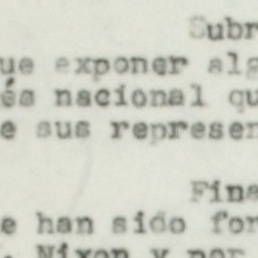 Subr
ue exponer alg
és nacional qu
e sus represen
Fina
e han sido for
. Nixon y por